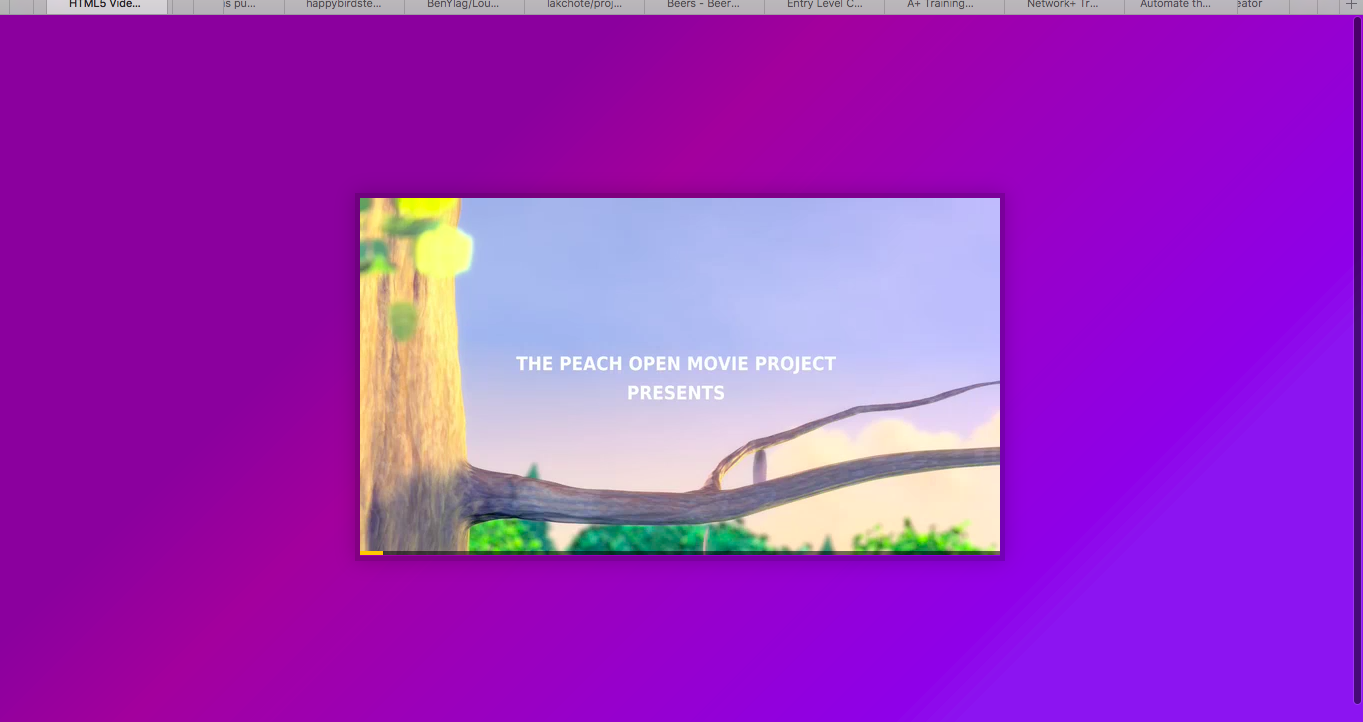 HTML5 Vide...
is pu...
happybirdste...
BenYlag/Lou...
lakchote/proj...
Beers - Beer...
Entry Level C...
A+ Training...
Network+ Tr...
Automate th...
eator
THE PEACH OPEN MOVIE PROJECT
PRESENTS